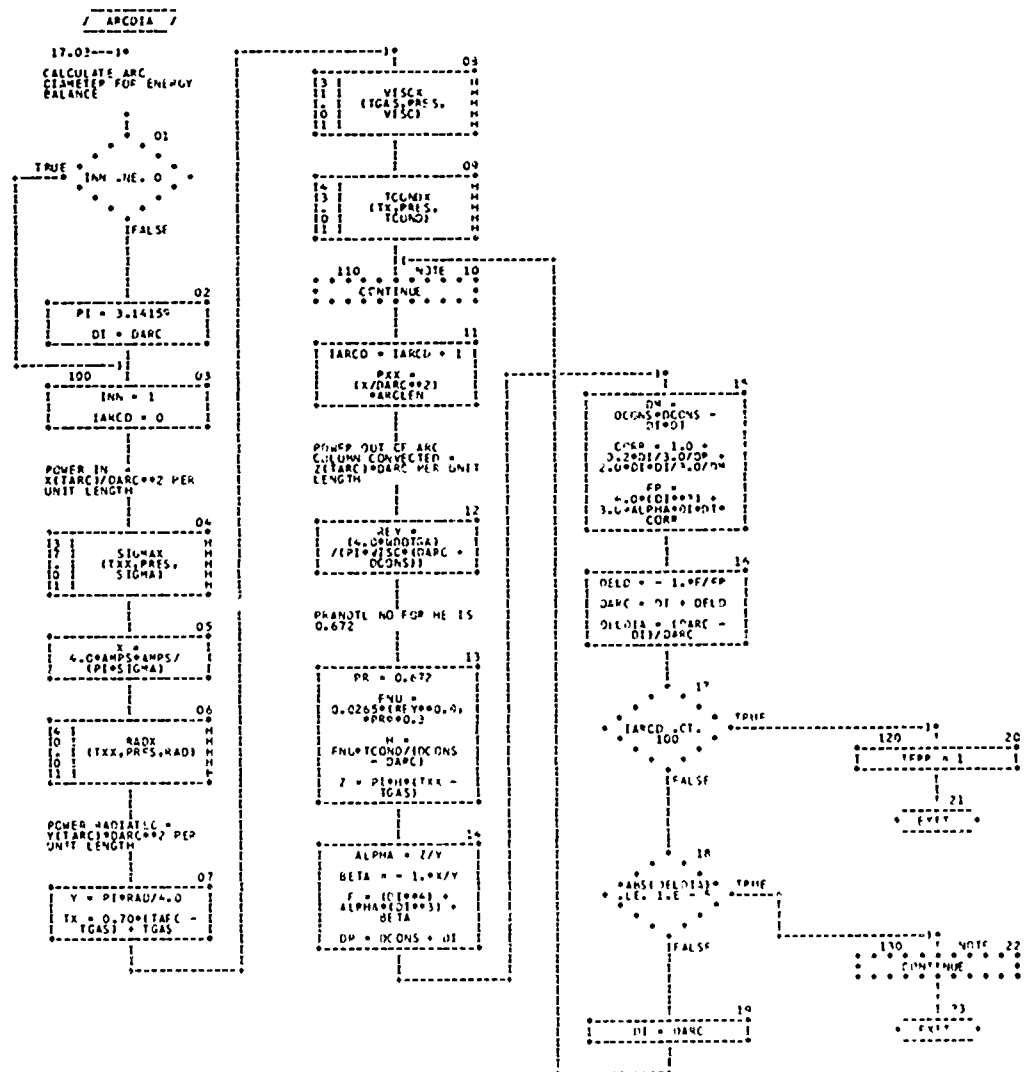 / ARCDIA /
17.03---1*
CALCULATE ARC
DIAMETER FOR ENERGY
BALANCE
01
TRUE
INN .NE. 0
FALSE
02
PI = 3.14159
DI = DARC
100 03
INN = 1
IARCD = 0
POWER IN
X(TARC)/DARC**2 PER
UNIT LENGTH
04
SIGMAX
(TXX,PRES,
SIGMA)
05
X =
4.0*AMPS*AMPS/
(PI*SIGMA)
06
RADX
(TXX,PRES,RAD)
POWER RADIATED =
Y(TARC)*DARC**2 PER
UNIT LENGTH
07
Y = PI*RAD/4.0
TX = 0.70*(TARC -
TGAS) + TGAS
08
VISCX
(TGAS,PRES,
VISC)
09
TCONDX
(TX,PRES,
TCOND)
110 NOTE 10
CONTINUE
11
IARCD = IARCD + 1
PXX =
(X/DARC**2)
*ARCLEN
POWER OUT OF ARC
COLUMN CONVECTED =
Z(TARC)*DARC PER UNIT
LENGTH
12
REY =
(4.0*WDOTGA)
/(PI*VISC*(DARC +
DCONS))
PRANDTL NO FOR HE IS
0.672
13
PR = 0.672
FNU =
*PR**0.3
H =
FNU*TCOND/(DCONS
- DARC)
Z = PI*H*(TXX -
TGAS)
14
ALPHA = Z/Y
BETA = - 1.*X/Y
F = (DI**4) +
ALPHA*(DI**3) +
BETA
DP = DCONS + DI
15
DM =
DCONS*DCONS -
DI*DI
CORR = 1.0 +
0.2*DI/3.0/DP +
2.0*DI*DI/3.0/DM
FP =
4.0*(DI**3) +
3.0*ALPHA*DI*DI*
CORR
16
DELD = - 1.*F/FP
DARC = DI + DELD
DELDIA = (DARC -
DI)/DARC
17
IARCD .GT.
100
TRUE
FALSE
120 20
IERR = 1
21
EXIT
18
ABS(DELDIA)
TRUE
FALSE
130 NOTE 22
CONTINUE
23
EXIT
19
DI = DARC